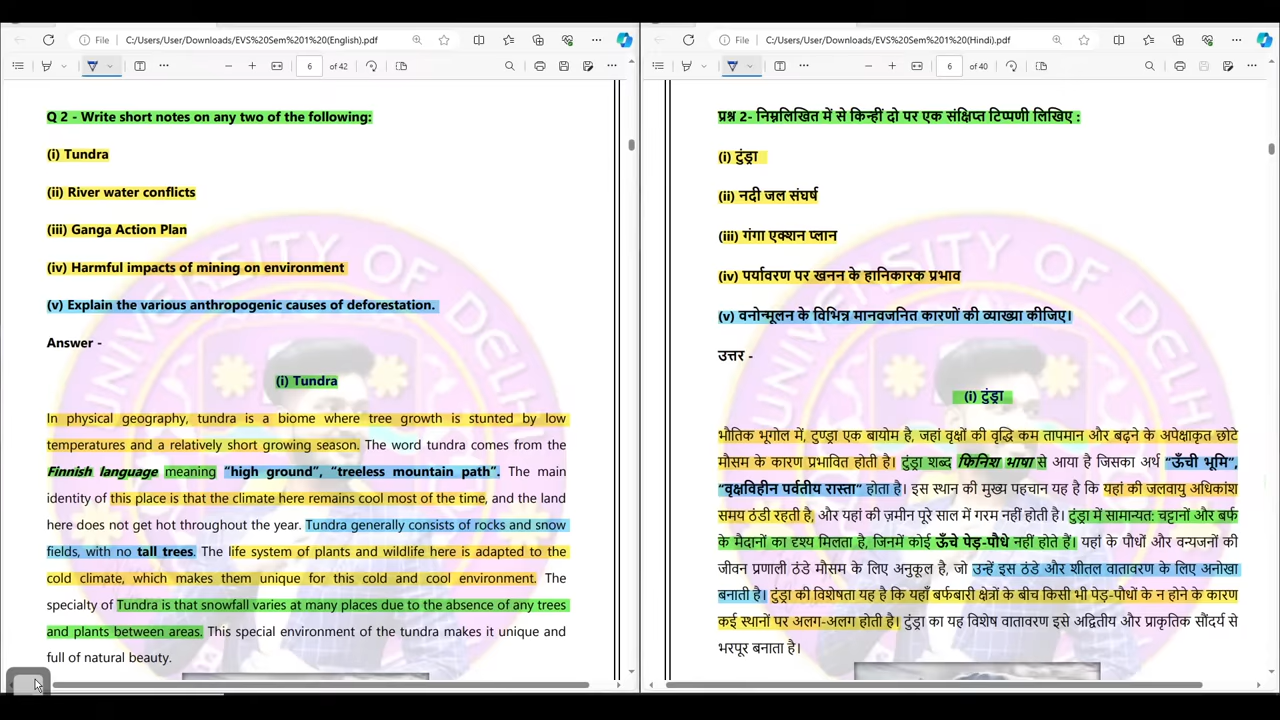 File C:/Users/User/Downloads/EVS%20Sem%201%20(English).pdf
6 of 42
Q 2 - Write short notes on any two of the following:
(i) Tundra
(ii) River water conflicts
(iii) Ganga Action Plan
(iv) Harmful impacts of mining on environment
(v) Explain the various anthropogenic causes of deforestation.
Answer -
(i) Tundra
In physical geography, tundra is a biome where tree growth is stunted by low
temperatures and a relatively short growing season. The word tundra comes from the
Finnish language meaning “high ground”, “treeless mountain path”. The main
identity of this place is that the climate here remains cool most of the time, and the land
here does not get hot throughout the year. Tundra generally consists of rocks and snow
fields, with no tall trees. The life system of plants and wildlife here is adapted to the
cold climate, which makes them unique for this cold and cool environment. The
specialty of Tundra is that snowfall varies at many places due to the absence of any trees
and plants between areas. This special environment of the tundra makes it unique and
full of natural beauty.
UNIVERSITY OF DELHI
File C:/Users/User/Downloads/EVS%20Sem%201%20(Hindi).pdf
6 of 40
प्रश्न 2- निम्नलिखित में से किन्हीं दो पर एक संक्षिप्त टिप्पणी लिखिए :
(i) टुंड्रा
(ii) नदी जल संघर्ष
(iii) गंगा एक्शन प्लान
(iv) पर्यावरण पर खनन के हानिकारक प्रभाव
(v) वनोन्मूलन के विभिन्न मानवजनित कारणों की व्याख्या कीजिए।
उत्तर -
(i) टुंड्रा
भौतिक भूगोल में, टुण्ड्रा एक बायोम है, जहां वृक्षों की वृद्धि कम तापमान और बढ़ने के अपेक्षाकृत छोटे
मौसम के कारण प्रभावित होती है। टुंड्रा शब्द फिनिश भाषा से आया है जिसका अर्थ “ऊँची भूमि”,
“वृक्षविहीन पर्वतीय रास्ता“ होता है। इस स्थान की मुख्य पहचान यह है कि यहां की जलवायु अधिकांश
समय ठंडी रहती है, और यहां की ज़मीन पूरे साल में गरम नहीं होती है। टुंड्रा में सामान्यत: चट्टानों और बर्फ
के मैदानों का दृश्य मिलता है, जिनमें कोई ऊँचे पेड़-पौधे नहीं होते हैं। यहां के पौधों और वन्यजनों की
जीवन प्रणाली ठंडे मौसम के लिए अनुकूल है, जो उन्हें इस ठंडे और शीतल वातावरण के लिए अनोखा
बनाती है। टुंड्रा की विशेषता यह है कि यहाँ बर्फबारी क्षेत्रों के बीच किसी भी पेड़-पौधों के न होने के कारण
कई स्थानों पर अलग-अलग होती है। टुंड्रा का यह विशेष वातावरण इसे अद्वितीय और प्राकृतिक सौंदर्य से
भरपूर बनाता है।
UNIVERSITY OF DELHI